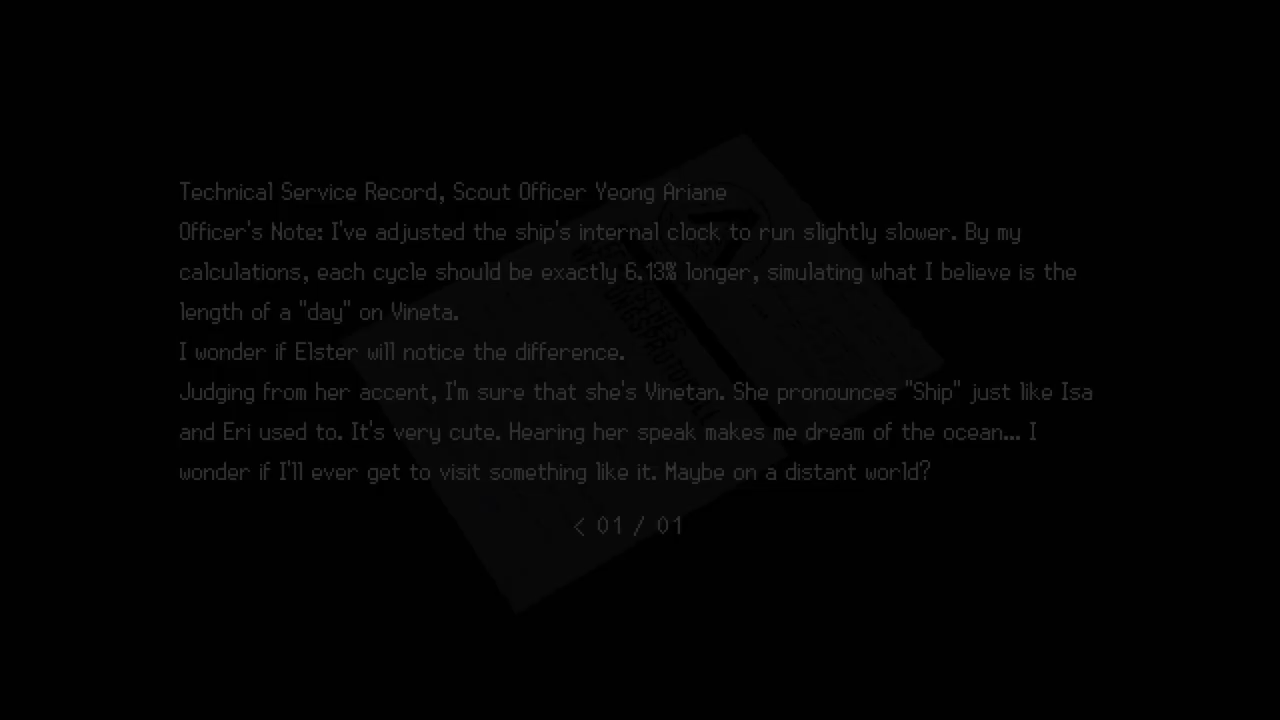 Technical Service Record, Scout Officer Yeong Ariane
Officer's Note: I've adjusted the ship's internal clock to run slightly slower. By my
calculations, each cycle should be exactly 6.13% longer, simulating what I believe is the
length of a "day" on Vineta.
I wonder if Elster will notice the difference.
Judging from her accent, I'm sure that she's Vinetan. She pronounces "Ship" just like Isa
and Eri used to. It's very cute. Hearing her speak makes me dream of the ocean... I
wonder if I'll ever get to visit something like it. Maybe on a distant world?
< 01 / 01